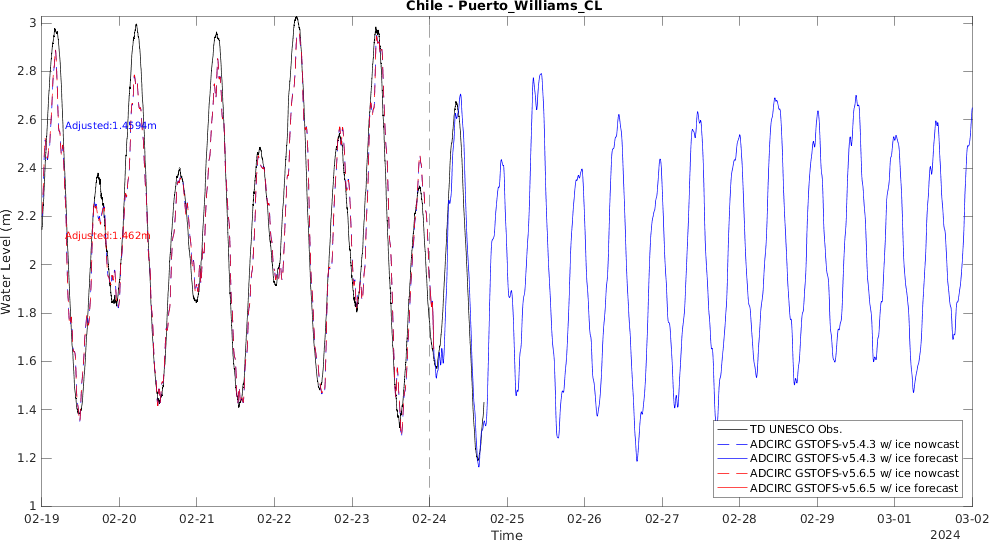 Chile - Puerto_Williams_CL
3
2.8
2.6
2.4
2.2
2
1.8
1.6
1.4
1.2
1
Water Level (m)
Adjusted:1.4594m
Adjusted:1.462m
TD UNESCO Obs.
ADCIRC GSTOFS-v5.4.3 w/ ice nowcast
ADCIRC GSTOFS-v5.4.3 w/ ice forecast
ADCIRC GSTOFS-v5.6.5 w/ ice nowcast
ADCIRC GSTOFS-v5.6.5 w/ ice forecast
02-19 02-20 02-21 02-22 02-23 02-24 02-25 02-26 02-27 02-28 02-29 03-01 03-02
Time
2024